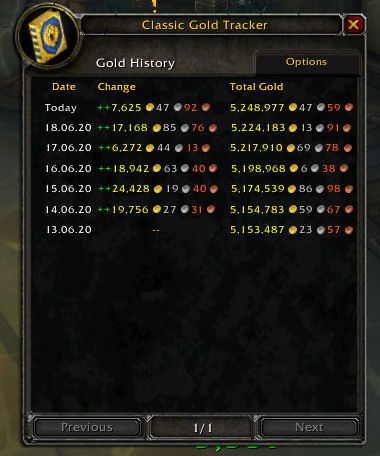 Classic Gold Tracker
Gold History Options
Date Change Total Gold
Today ++7,625 47 92 5,248,977 47 59
18.06.20 ++17,168 85 76 5,224,183 13 91
17.06.20 ++6,272 44 13 5,217,910 69 78
16.06.20 ++18,942 63 40 5,198,968 6 38
15.06.20 ++24,428 19 40 5,174,539 86 98
14.06.20 ++19,756 27 31 5,154,783 59 67
13.06.20 -- 5,153,487 23 57
Previous 1/1 Next